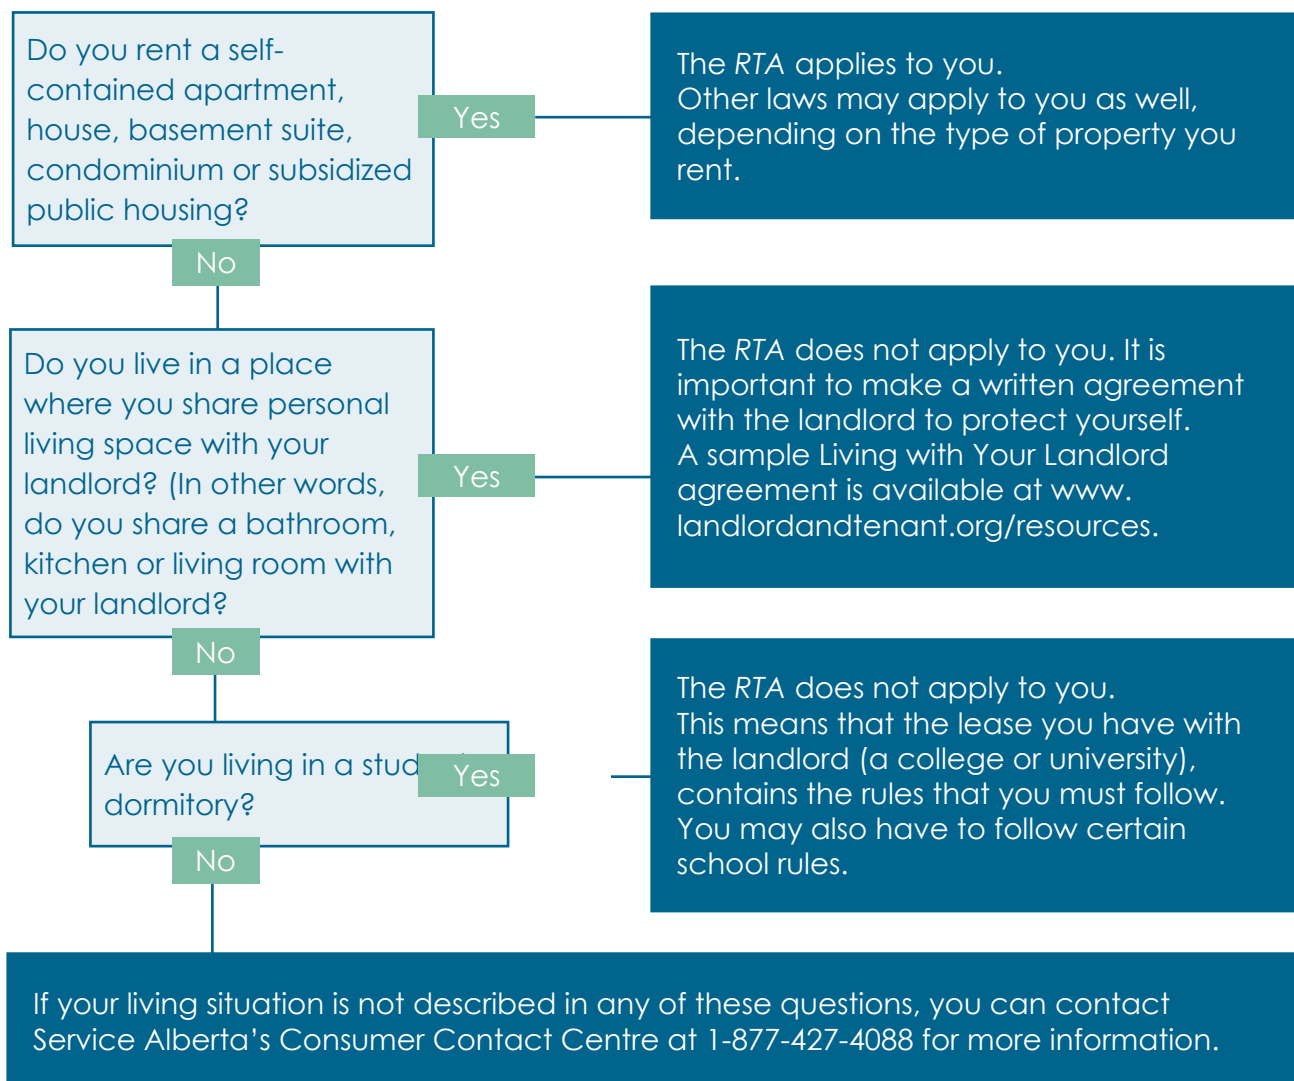 Do you rent a self-
contained apartment,
house, basement suite,
condominium or subsidized
public housing?
Yes
The RTA applies to you.
Other laws may apply to you as well,
depending on the type of property you
rent.
No
Do you live in a place
where you share personal
living space with your
landlord? (In other words,
do you share a bathroom,
kitchen or living room with
your landlord?
Yes
The RTA does not apply to you. It is
important to make a written agreement
with the landlord to protect yourself.
A sample Living with Your Landlord
agreement is available at www.
landlordandtenant.org/resources.
No
Are you living in a stud
dormitory?
Yes
The RTA does not apply to you.
This means that the lease you have with
the landlord (a college or university),
contains the rules that you must follow.
You may also have to follow certain
school rules.
No
If your living situation is not described in any of these questions, you can contact
Service Alberta’s Consumer Contact Centre at 1-877-427-4088 for more information.